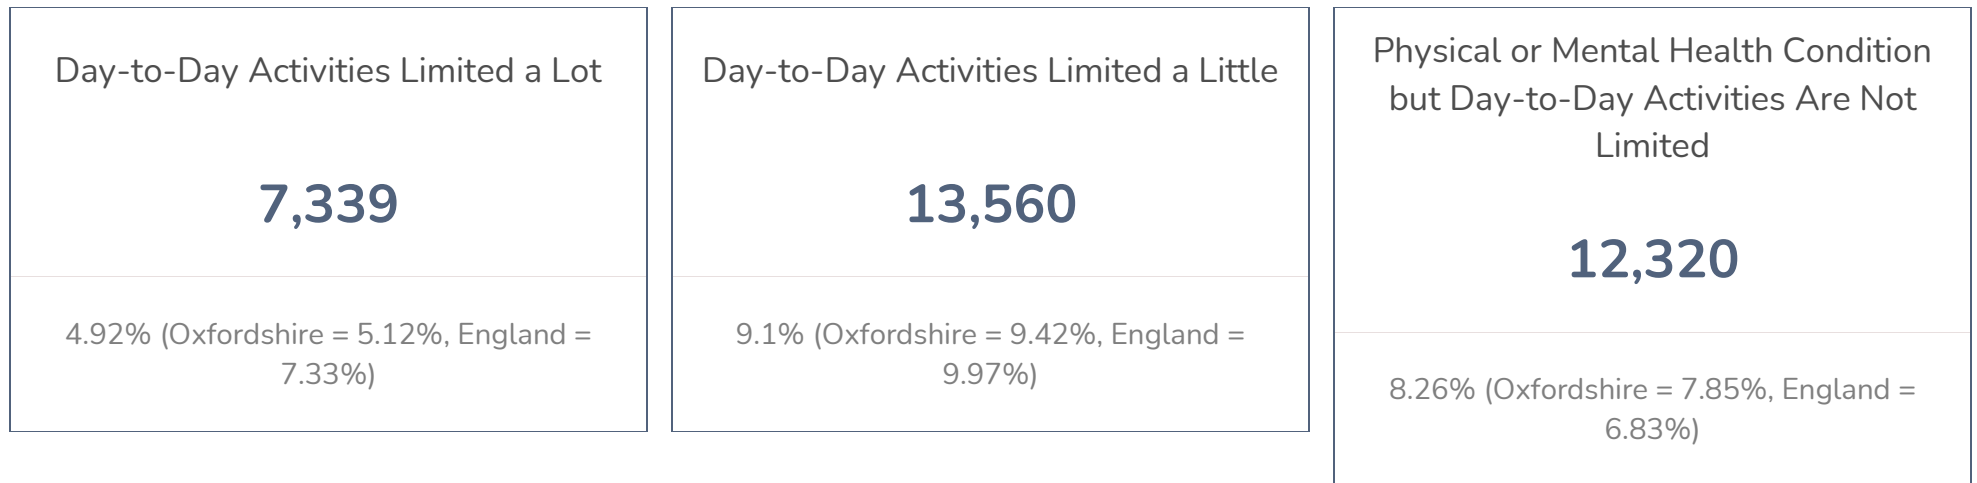 Day-to-Day Activities Limited a Lot
7,339
4.92% (Oxfordshire = 5.12%, England =
7.33%)
Day-to-Day Activities Limited a Little
13,560
9.1% (Oxfordshire = 9.42%, England =
9.97%)
Physical or Mental Health Condition
but Day-to-Day Activities Are Not
Limited
12,320
8.26% (Oxfordshire = 7.85%, England =
6.83%)